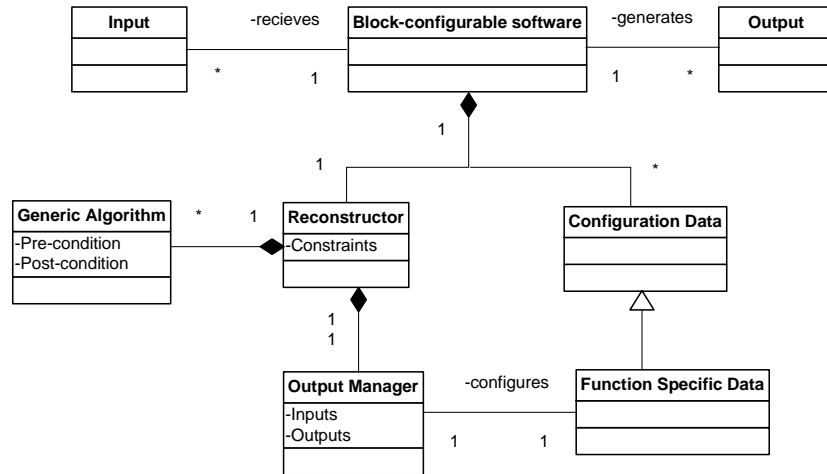 Input
-recieves
Block-configurable software
-generates
Output
*
1
1
*
1
1
*
Generic Algorithm
-Pre-condition
-Post-condition
*
1
Reconstructor
-Constraints
Configuration Data
1
1
Output Manager
-Inputs
-Outputs
-configures
Function Specific Data
1
1